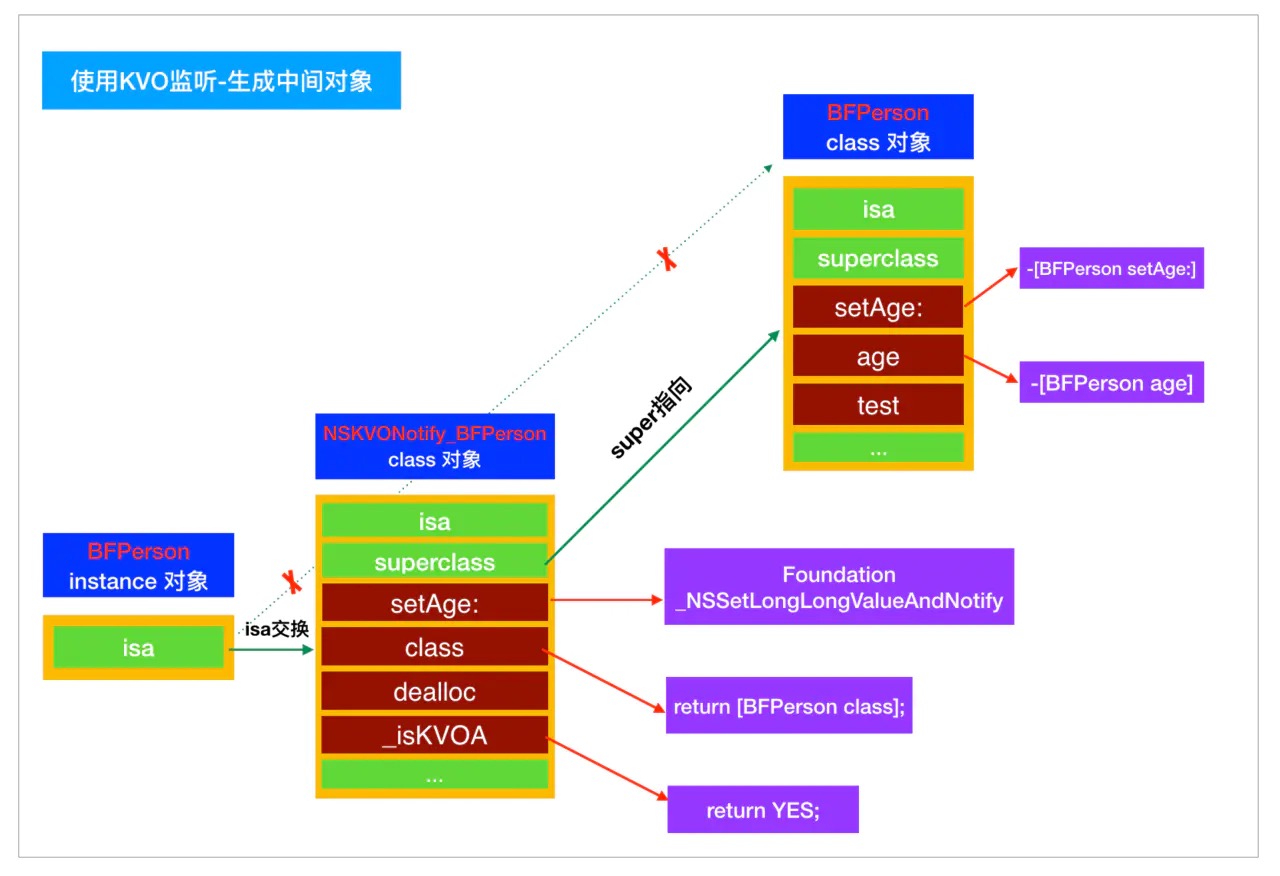 使用KVO监听-生成中间对象
BFPerson
class 对象
isa
superclass
setAge:
age
test
...
-[BFPerson setAge:]
-[BFPerson age]
super指向
NSKVONotify_BFPerson
class 对象
isa
superclass
setAge:
class
dealloc
_isKVOA
...
BFPerson
instance 对象
isa
isa交换
Foundation
_NSSetLongLongValueAndNotify
return [BFPerson class];
return YES;